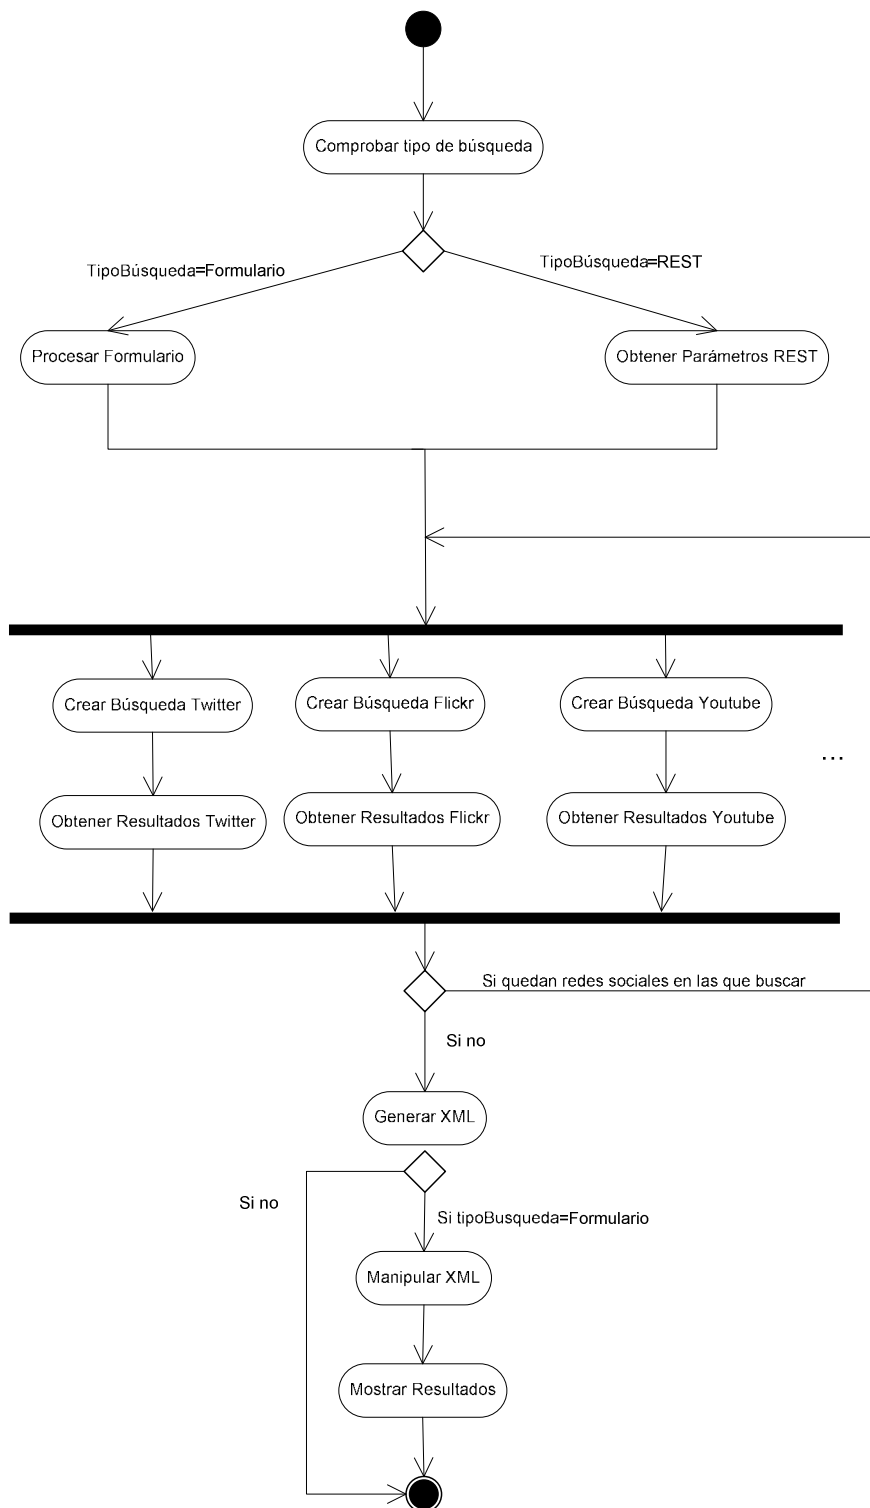 Comprobar tipo de búsqueda
TipoBúsqueda=Formulario
TipoBúsqueda=REST
Procesar Formulario
Obtener Parámetros REST
Crear Búsqueda Twitter
Crear Búsqueda Flickr
Crear Búsqueda Youtube
...
Obtener Resultados Twitter
Obtener Resultados Flickr
Obtener Resultados Youtube
Si quedan redes sociales en las que buscar
Si no
Generar XML
Si no
Si tipoBusqueda=Formulario
Manipular XML
Mostrar Resultados